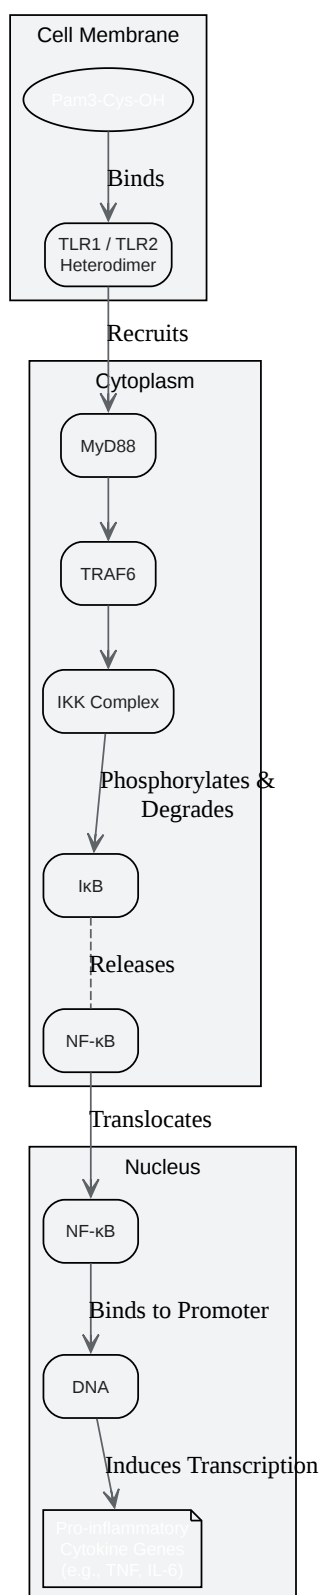 Cell Membrane
Pam3-Cys-OH
Binds
TLR1 / TLR2
Heterodimer
Recruits
Cytoplasm
MyD88
TRAF6
IKK Complex
Phosphorylates &
Degrades
IκB
Releases
NF-κB
Translocates
Nucleus
NF-κB
Binds to Promoter
DNA
Induces Transcription
Pro-inflammatory
Cytokine Genes
(e.g., TNF, IL-6)